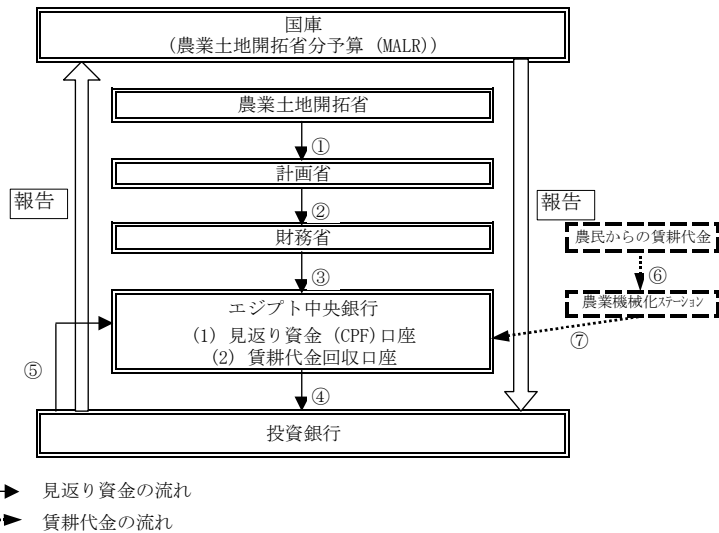 国庫
(農業土地開拓省分予算 (MALR))
農業土地開拓省
①
計画省
報告
報告
②
財務省
農民からの賃耕代金
③
⑥
エジプト中央銀行
農業機械化ステーション
(1) 見返り資金 (CPF)口座
(2) 賃耕代金回収口座
⑦
⑤
④
投資銀行
見返り資金の流れ
賃耕代金の流れ